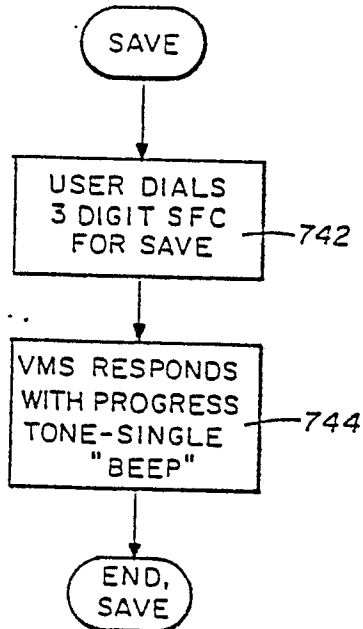 SAVE
USER DIALS
3 DIGIT SFC
FOR SAVE
742
VMS RESPONDS
WITH PROGRESS
TONE-SINGLE
"BEEP"
744
END,
SAVE